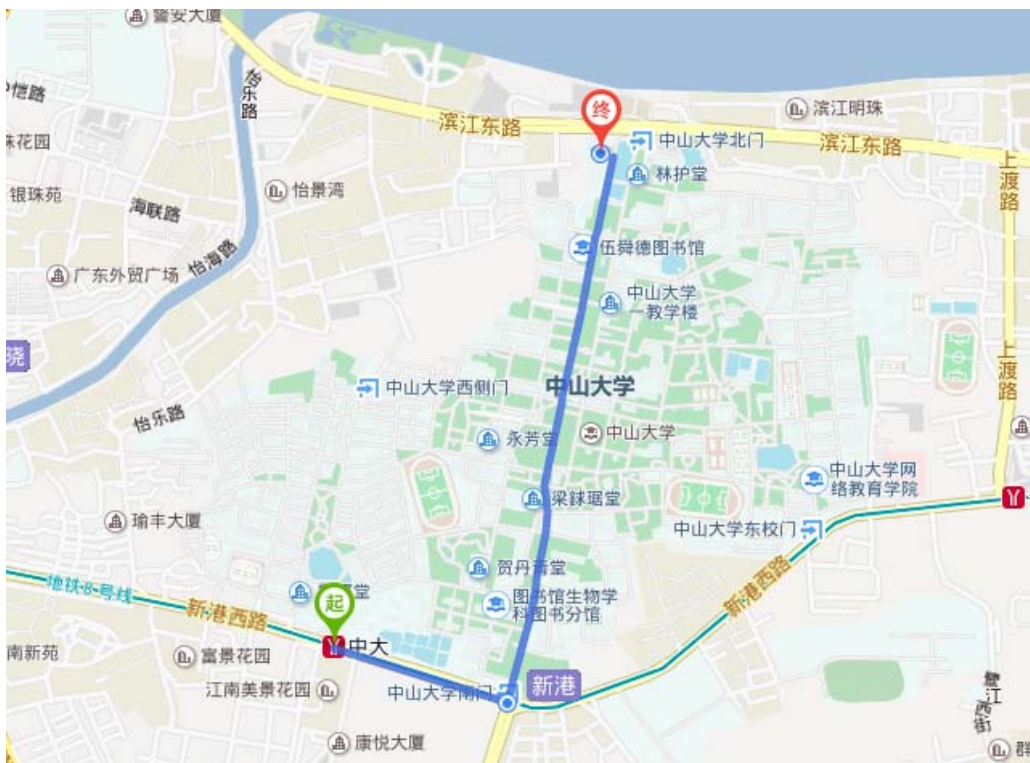 警安大厦
怡乐路
滨江东路
终
滨江明珠
中山大学北门
滨江东路
上渡路
林护堂
珠花园
怡景湾
银珠苑
海联路
伍舜德图书馆
怡海路
广东外贸广场
中山大学
一教学楼
晓
上渡路
中山大学西侧门
中山大学
怡乐路
永芳堂
中山大学
中山大学网
络教育学院
梁銶琚堂
瑜丰大厦
中山大学东校门
贺丹青堂
地铁8号线
堂
图书馆生物学
科图书分馆
新港西路
起
新港西路
中大
南新苑
富景花园
江南美景花园
中山大学南门
新港
鹭江
西街
康悦大厦
群